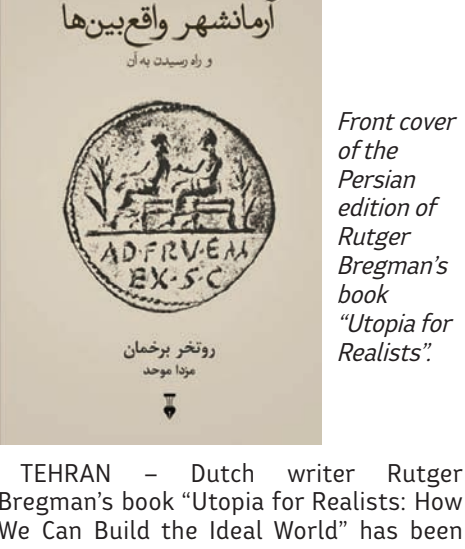 آرمانشهر واقع‌بین‌ها
و راه رسیدن به آن
AD·FRV·EM
EX·S·C
روتخر برخمان
مزدا موحد
Front cover
of the
Persian
edition of
Rutger
Bregman’s
book
“Utopia for
Realists”.
TEHRAN – Dutch writer Rutger
Bregman’s book “Utopia for Realists: How
We Can Build the Ideal World” has been